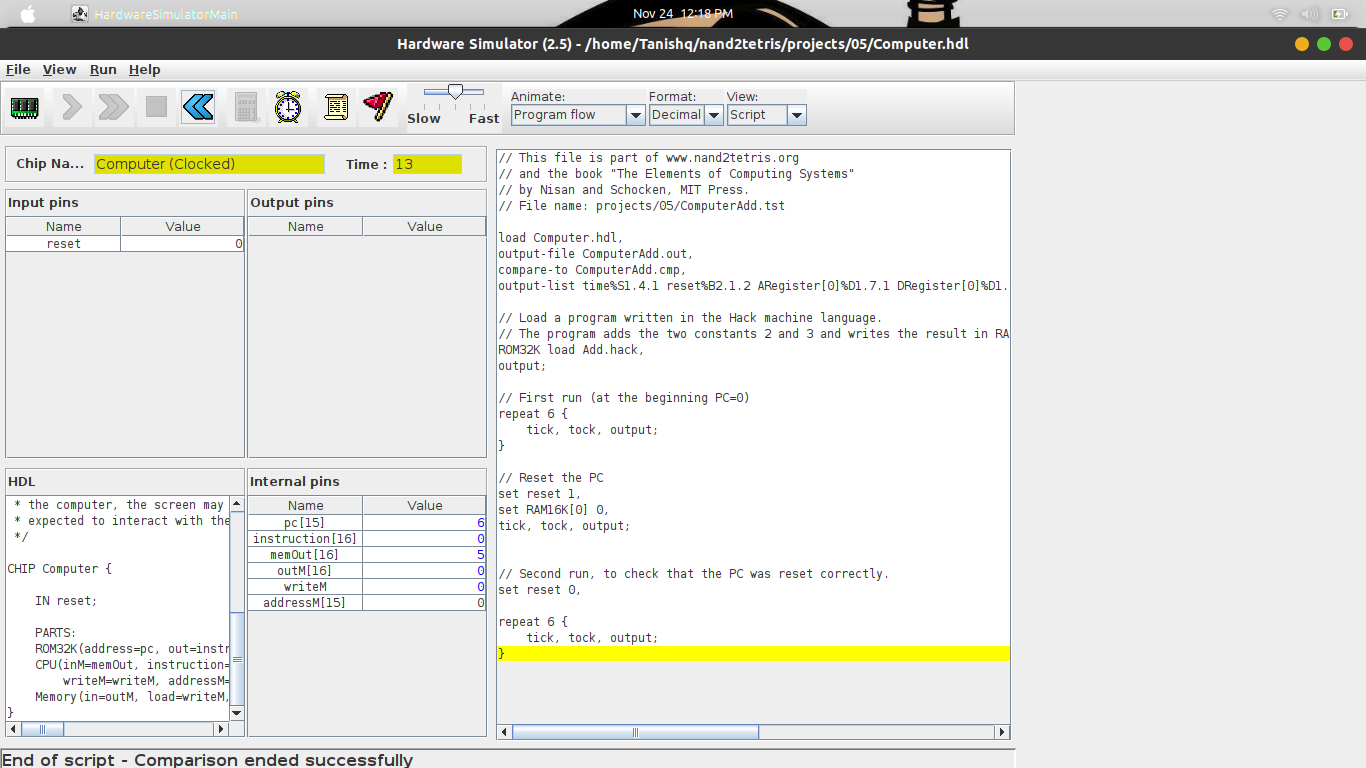 HardwareSimulatorMain
Nov 24 12:18 PM
Hardware Simulator (2.5) - /home/Tanishq/nand2tetris/projects/05/Computer.hdl
File View Run Help
Slow Fast
Animate: Format: View:
Program flow Decimal Script
Chip Na... Computer (Clocked) Time : 13
Input pins
Name Value
reset 0
Output pins
Name Value
HDL
* the computer, the screen may
* expected to interact with the
*/
CHIP Computer {
IN reset;
PARTS:
ROM32K(address=pc, out=instr
CPU(inM=memOut, instruction=
writeM=writeM, addressM=
Memory(in=outM, load=writeM,
}
Internal pins
Name Value
pc[15] 6
instruction[16] 0
memOut[16] 5
outM[16] 0
writeM 0
addressM[15] 0
// This file is part of www.nand2tetris.org
// and the book "The Elements of Computing Systems"
// by Nisan and Schocken, MIT Press.
// File name: projects/05/ComputerAdd.tst
load Computer.hdl,
output-file ComputerAdd.out,
compare-to ComputerAdd.cmp,
output-list time%S1.4.1 reset%B2.1.2 ARegister[0]%D1.7.1 DRegister[0]%D1.
// Load a program written in the Hack machine language.
// The program adds the two constants 2 and 3 and writes the result in RA
ROM32K load Add.hack,
output;
// First run (at the beginning PC=0)
repeat 6 {
tick, tock, output;
}
// Reset the PC
set reset 1,
set RAM16K[0] 0,
tick, tock, output;
// Second run, to check that the PC was reset correctly.
set reset 0,
repeat 6 {
tick, tock, output;
}
End of script - Comparison ended successfully